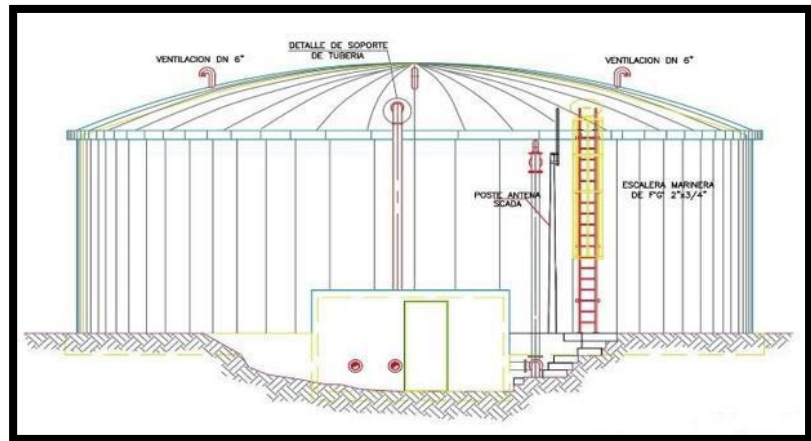 VENTILACION DN 6"
DETALLE DE SOPORTE
DE TUBERIA
VENTILACION DN 6"
POSTE ANTENA
SCADA
ESCALERA MARINERA
DE F'G' 2"x3/4"